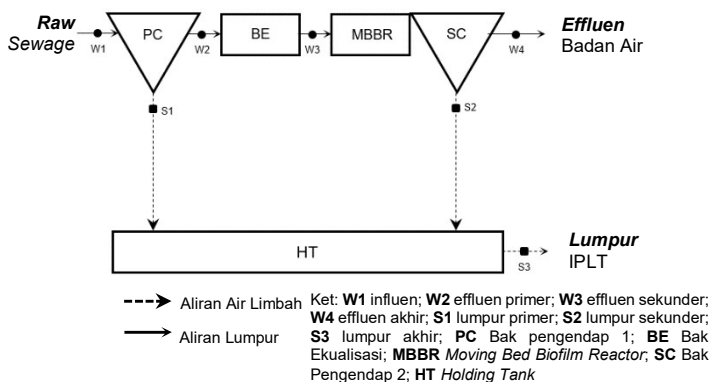 Raw
Sewage
W1
PC
W2
BE
W3
MBBR
SC
W4
Effluen
Badan Air
S1
S2
HT
S3
Lumpur
IPLT
Aliran Air Limbah
Aliran Lumpur
Ket: W1 influen; W2 effluen primer; W3 effluen sekunder;
W4 effluen akhir; S1 lumpur primer; S2 lumpur sekunder;
S3 lumpur akhir; PC Bak pengendap 1; BE Bak
Ekualisasi; MBBR Moving Bed Biofilm Reactor; SC Bak
Pengendap 2; HT Holding Tank